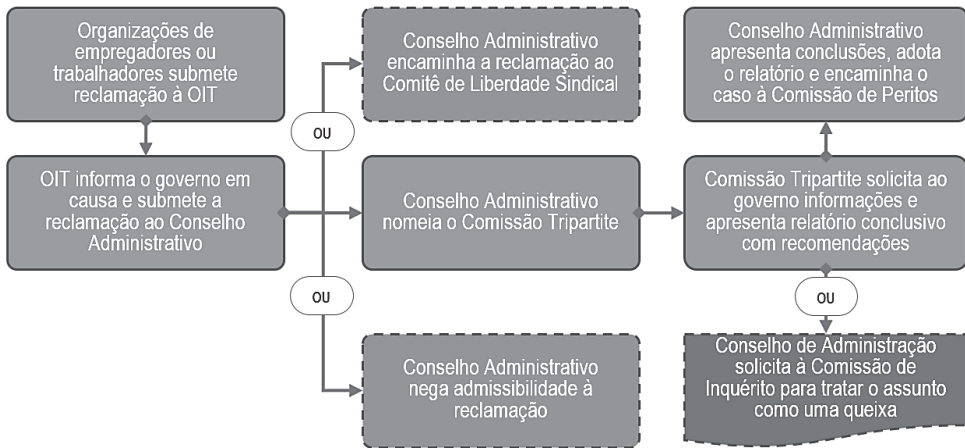 Organizações de
empregadores ou
trabalhadores submete
reclamação à OIT
OIT informa o governo em
causa e submete a
reclamação ao Conselho
Administrativo
OU
OU
Conselho Administrativo
encaminha a reclamação ao
Comitê de Liberdade Sindical
Conselho Administrativo
nomeia o Comissão Tripartite
Conselho Administrativo
nega admissibilidade à
reclamação
Conselho Administrativo
apresenta conclusões, adota
o relatório e encaminha o
caso à Comissão de Peritos
Comissão Tripartite solicita ao
governo informações e
apresenta relatório conclusivo
com recomendações
OU
Conselho de Administração
solicita à Comissão de
Inquérito para tratar o assunto
como uma queixa